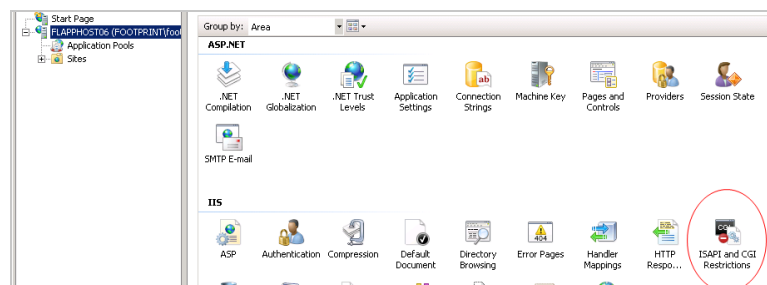 Start Page
FLAPPHOST06 (FOOTPRINT\foo
Application Pools
Sites
Group by: Area
ASP.NET
.NET Compilation
.NET Globalization
.NET Trust Levels
Application Settings
Connection Strings
Machine Key
Pages and Controls
Providers
Session State
SMTP E-mail
IIS
ASP
Authentication
Compression
Default Document
Directory Browsing
Error Pages
Handler Mappings
HTTP Respo...
ISAPI and CGI Restrictions